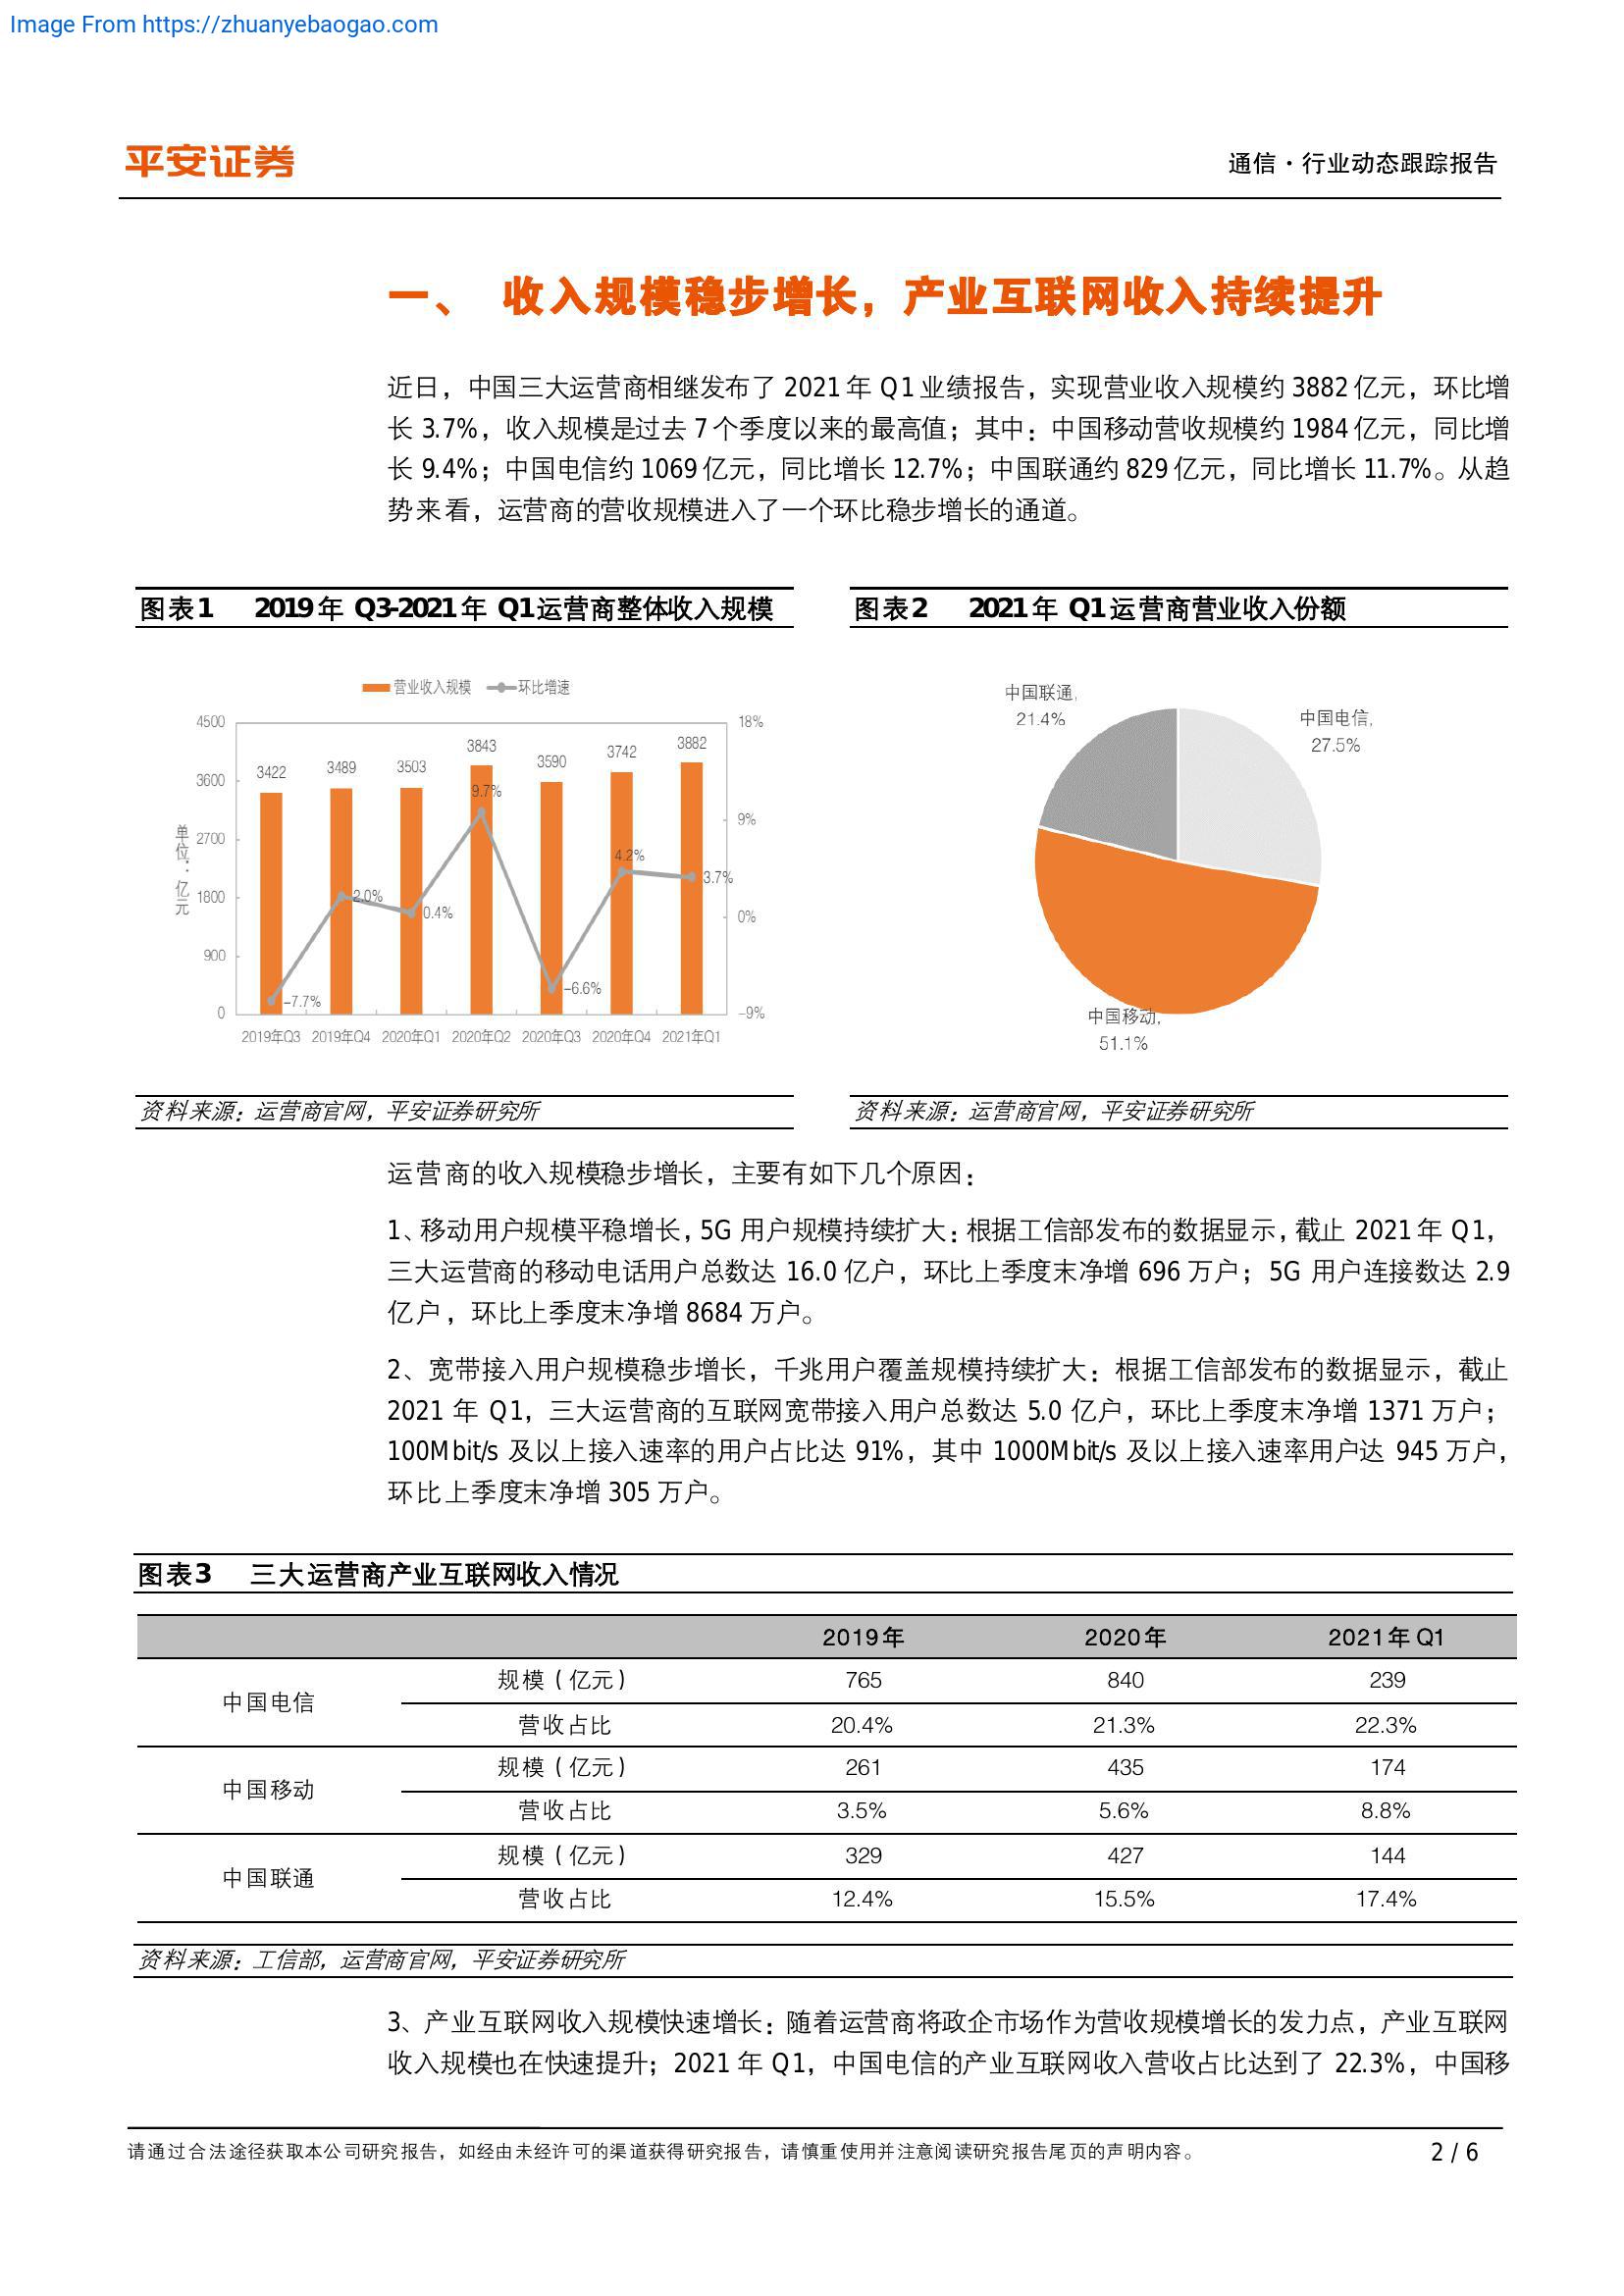 Image From https://zhuanyebaogao.com
平安证券
通信·行业动态跟踪报告
一、 收入规模稳步增长，产业互联网收入持续提升
近日，中国三大运营商相继发布了 2021 年 Q1 业绩报告，实现营业收入规模约 3882 亿元，环比增
长 3.7%，收入规模是过去 7 个季度以来的最高值；其中：中国移动营收规模约 1984 亿元，同比增
长 9.4%；中国电信约 1069 亿元，同比增长 12.7%；中国联通约 829 亿元，同比增长 11.7%。从趋
势来看，运营商的营收规模进入了一个环比稳步增长的通道。
图表1 2019 年 Q3-2021 年 Q1 运营商整体收入规模
营业收入规模 环比增速
单位：亿元
4500
3600
2700
1800
900
0
18%
9%
0%
-9%
3422 3489 3503 3843 3590 3742 3882
-7.7% 2.0% 0.4% 9.7% -6.6% 4.2% 3.7%
2019年Q3 2019年Q4 2020年Q1 2020年Q2 2020年Q3 2020年Q4 2021年Q1
资料来源：运营商官网，平安证券研究所
图表2 2021 年 Q1 运营商营业收入份额
中国联通,
21.4%
中国电信,
27.5%
中国移动,
51.1%
资料来源：运营商官网，平安证券研究所
运营商的收入规模稳步增长，主要有如下几个原因：
1、移动用户规模平稳增长，5G 用户规模持续扩大：根据工信部发布的数据显示，截止 2021 年 Q1，
三大运营商的移动电话用户总数达 16.0 亿户，环比上季度末净增 696 万户；5G 用户连接数达 2.9
亿户，环比上季度末净增 8684 万户。
2、宽带接入用户规模稳步增长，千兆用户覆盖规模持续扩大：根据工信部发布的数据显示，截止
2021 年 Q1，三大运营商的互联网宽带接入用户总数达 5.0 亿户，环比上季度末净增 1371 万户；
100Mbit/s 及以上接入速率的用户占比达 91%，其中 1000Mbit/s 及以上接入速率用户达 945 万户，
环比上季度末净增 305 万户。
图表3 三大运营商产业互联网收入情况
2019年 2020年 2021年 Q1
中国电信
规模（亿元） 765 840 239
营收占比 20.4% 21.3% 22.3%
中国移动
规模（亿元） 261 435 174
营收占比 3.5% 5.6% 8.8%
中国联通
规模（亿元） 329 427 144
营收占比 12.4% 15.5% 17.4%
资料来源：工信部，运营商官网，平安证券研究所
3、产业互联网收入规模快速增长：随着运营商将政企市场作为营收规模增长的发力点，产业互联网
收入规模也在快速提升；2021 年 Q1，中国电信的产业互联网收入营收占比达到了 22.3%，中国移
请通过合法途径获取本公司研究报告，如经由未经许可的渠道获得研究报告，请慎重使用并注意阅读研究报告尾页的声明内容。
2 / 6